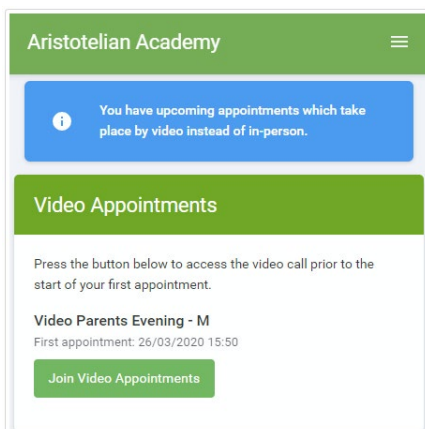 Aristotelian Academy
You have upcoming appointments which take
place by video instead of in-person.
Video Appointments
Press the button below to access the video call prior to the
start of your first appointment.
Video Parents Evening - M
First appointment: 26/03/2020 15:50
Join Video Appointments